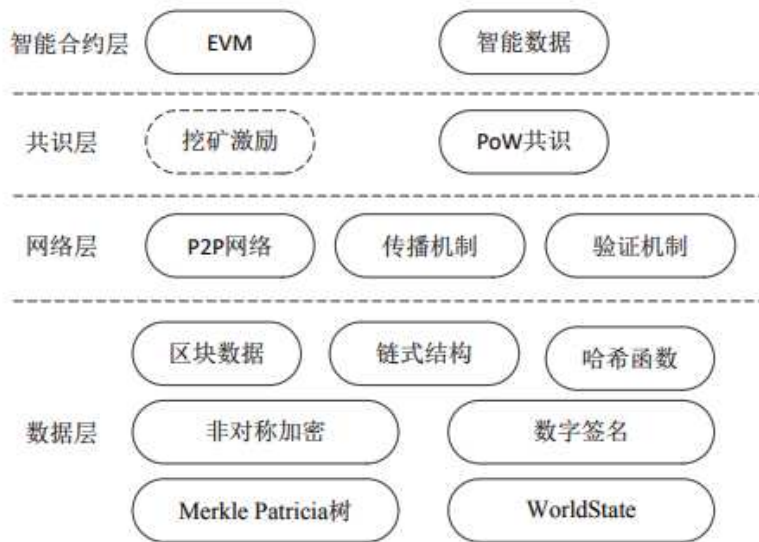 智能合约层 EVM 智能数据
共识层 挖矿激励 PoW共识
网络层 P2P网络 传播机制 验证机制
区块数据 链式结构 哈希函数
数据层 非对称加密 数字签名
Merkle Patricia树 WorldState